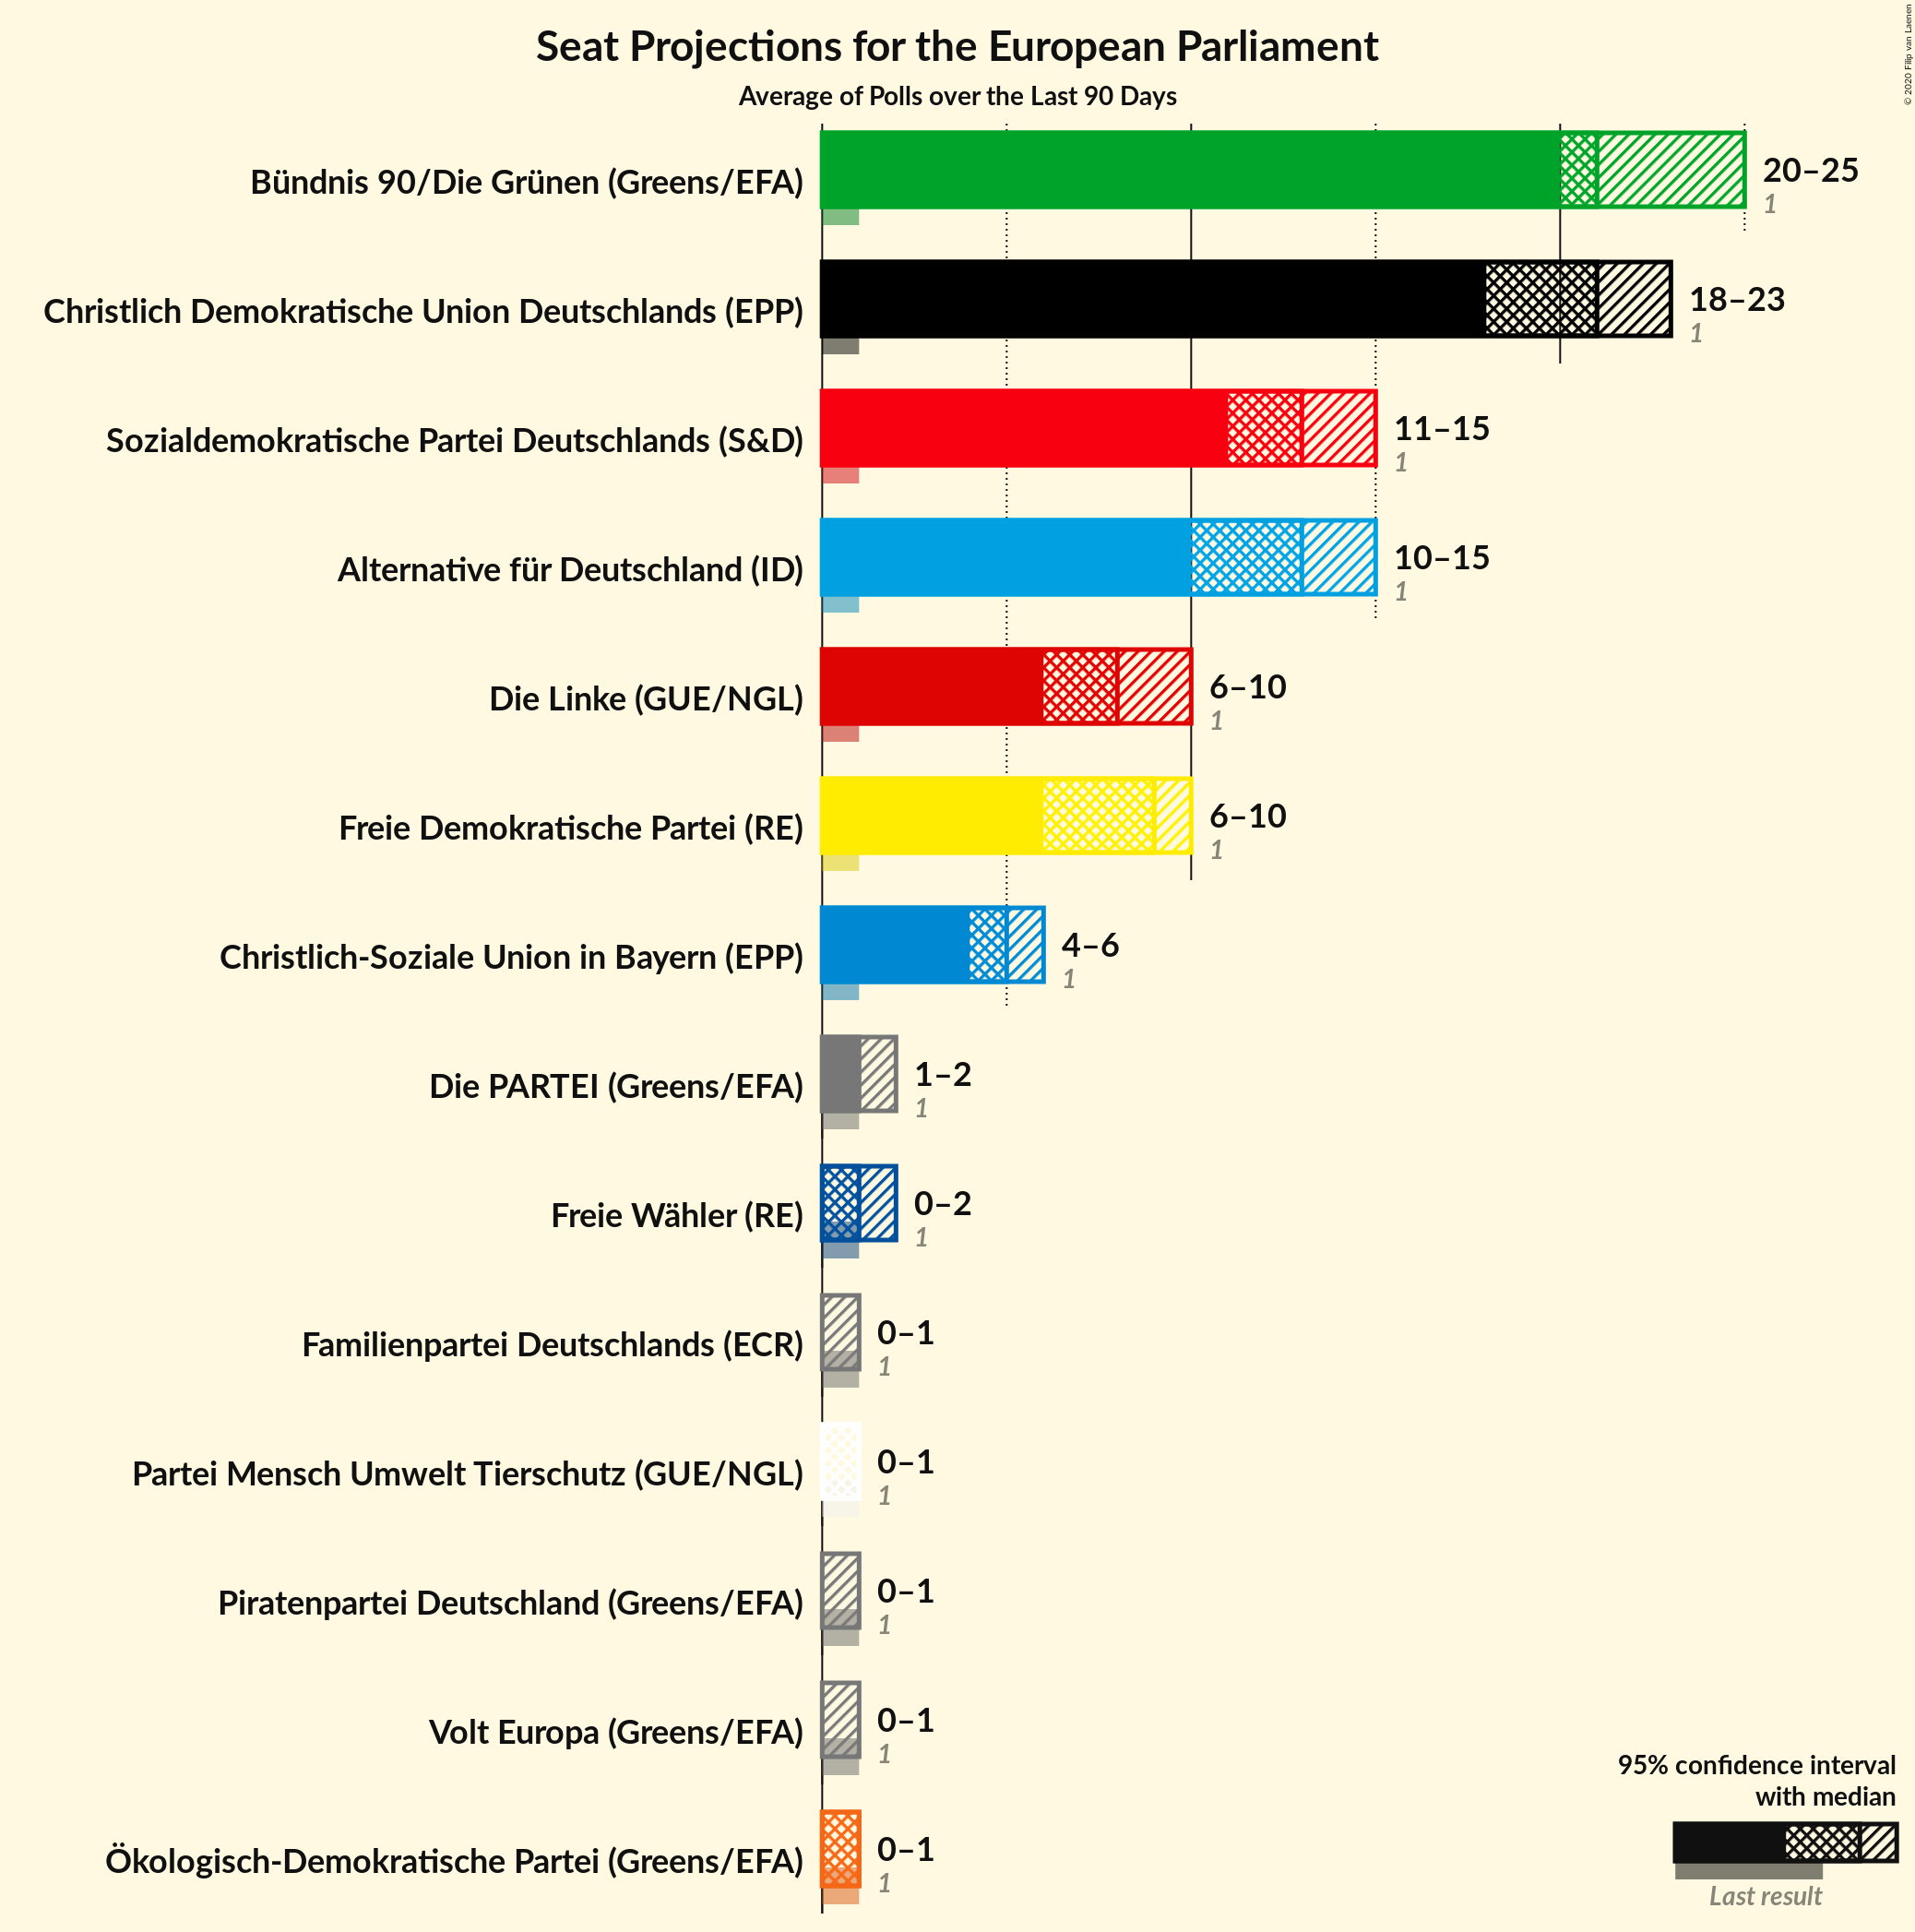 Seat Projections for the European Parliament
Average of Polls over the Last 90 Days
© 2020 Filip van Laenen
Bündnis 90/Die Grünen (Greens/EFA)
20–25
1
Christlich Demokratische Union Deutschlands (EPP)
18–23
1
Sozialdemokratische Partei Deutschlands (S&D)
11–15
1
Alternative für Deutschland (ID)
10–15
1
Die Linke (GUE/NGL)
6–10
1
Freie Demokratische Partei (RE)
6–10
1
Christlich-Soziale Union in Bayern (EPP)
4–6
1
Die PARTEI (Greens/EFA)
1–2
1
Freie Wähler (RE)
0–2
1
Familienpartei Deutschlands (ECR)
0–1
1
Partei Mensch Umwelt Tierschutz (GUE/NGL)
0–1
1
Piratenpartei Deutschland (Greens/EFA)
0–1
1
Volt Europa (Greens/EFA)
0–1
1
Ökologisch-Demokratische Partei (Greens/EFA)
0–1
1
95% confidence interval
with median
Last result